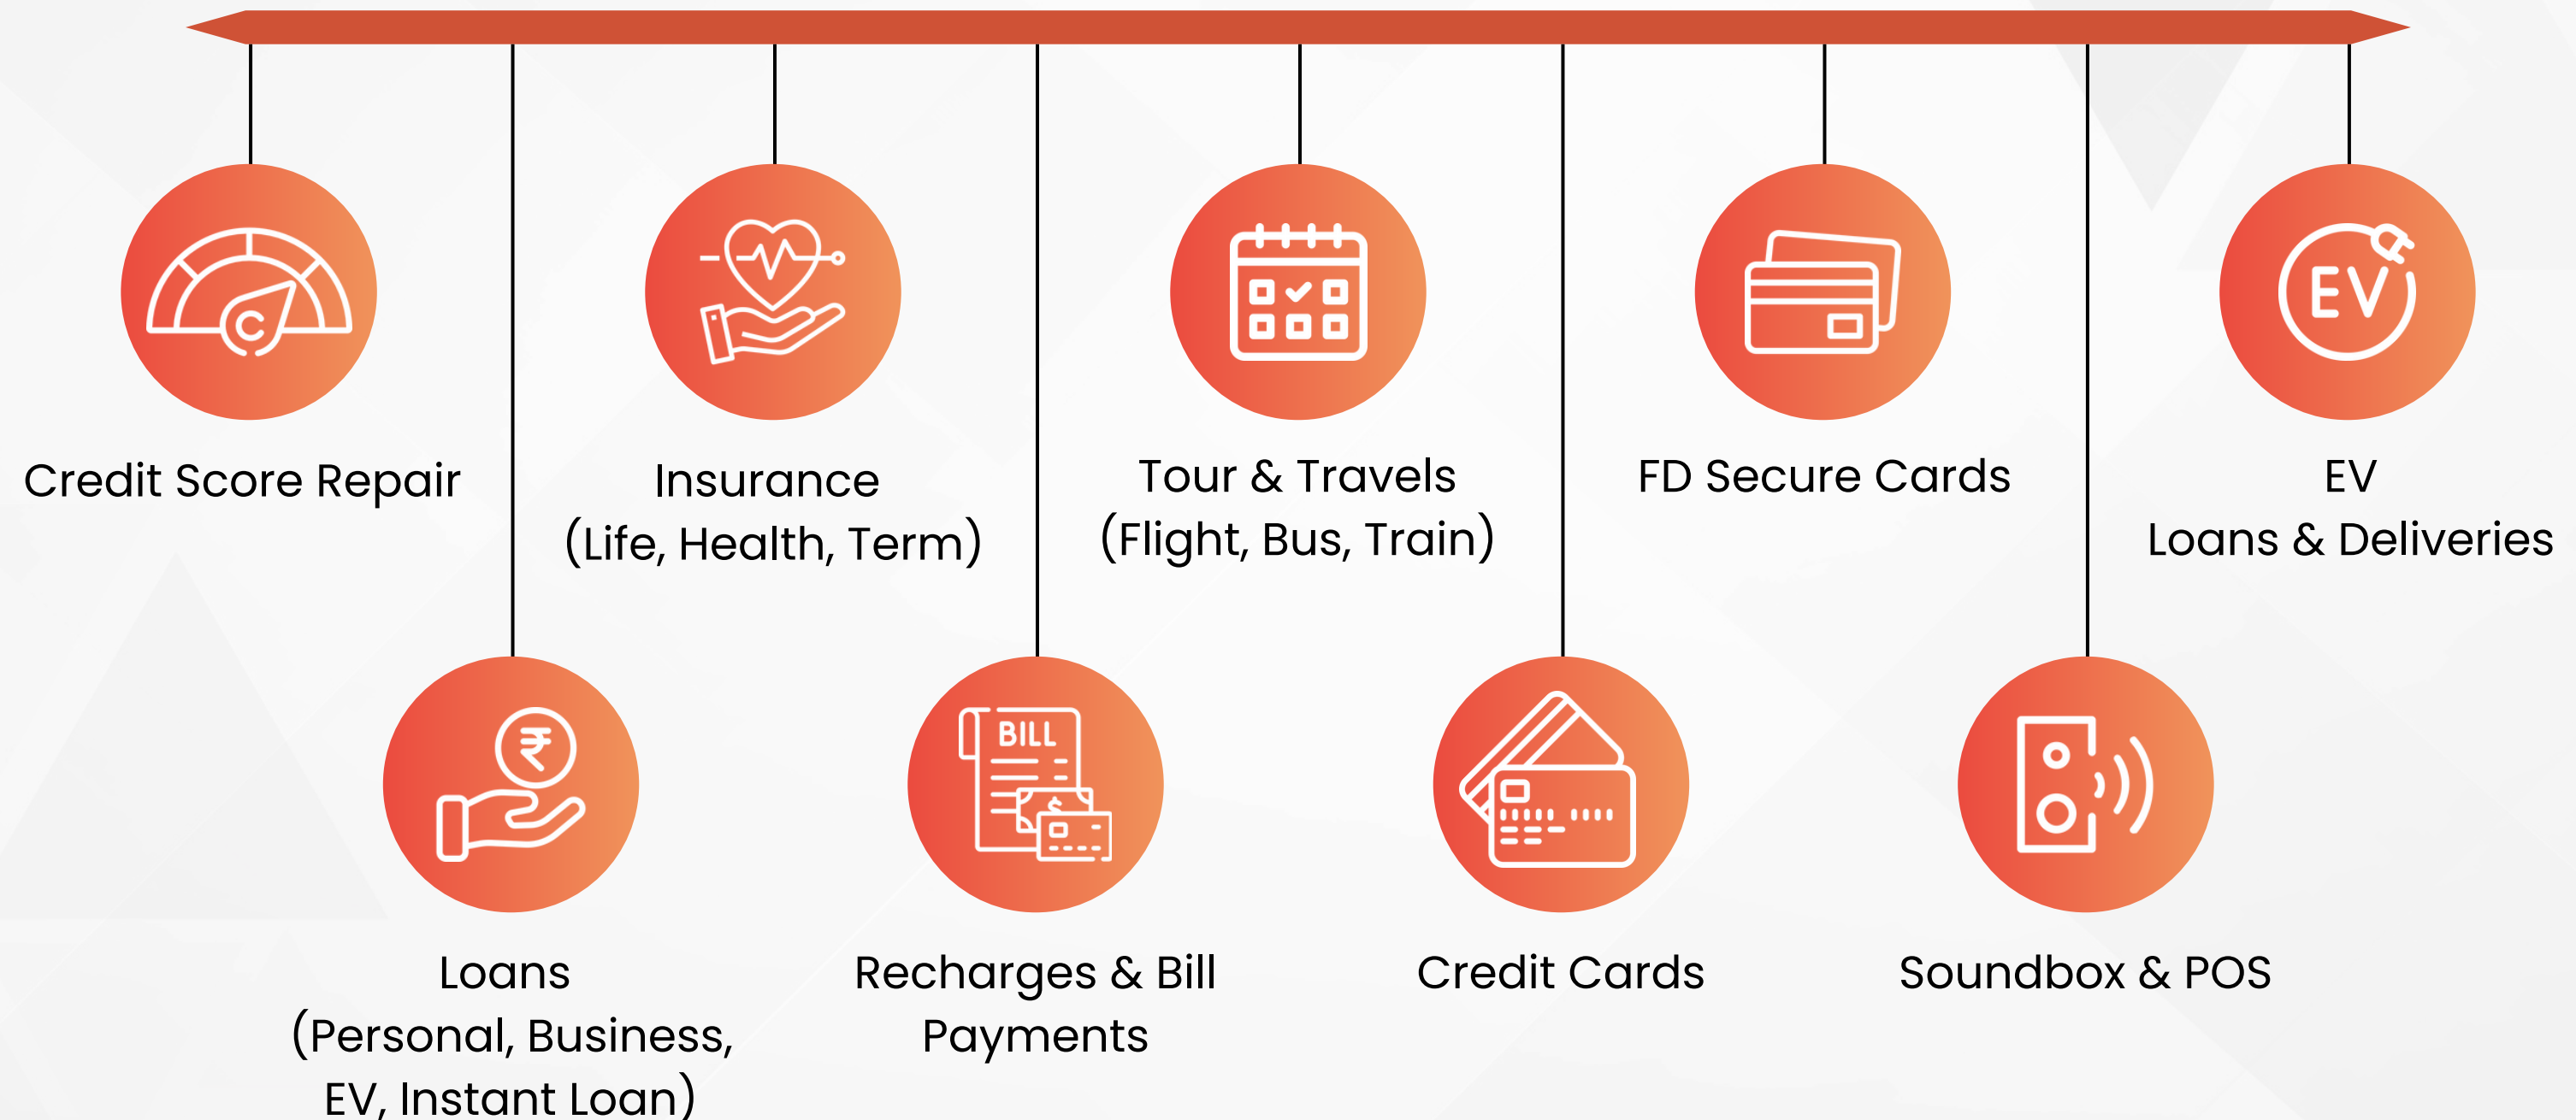 Credit Score Repair
Insurance
(Life, Health, Term)
Tour & Travels
(Flight, Bus, Train)
FD Secure Cards
EV
EV
Loans & Deliveries
Loans
(Personal, Business,
EV, Instant Loan)
BILL
Recharges & Bill
Payments
Credit Cards
Soundbox & POS